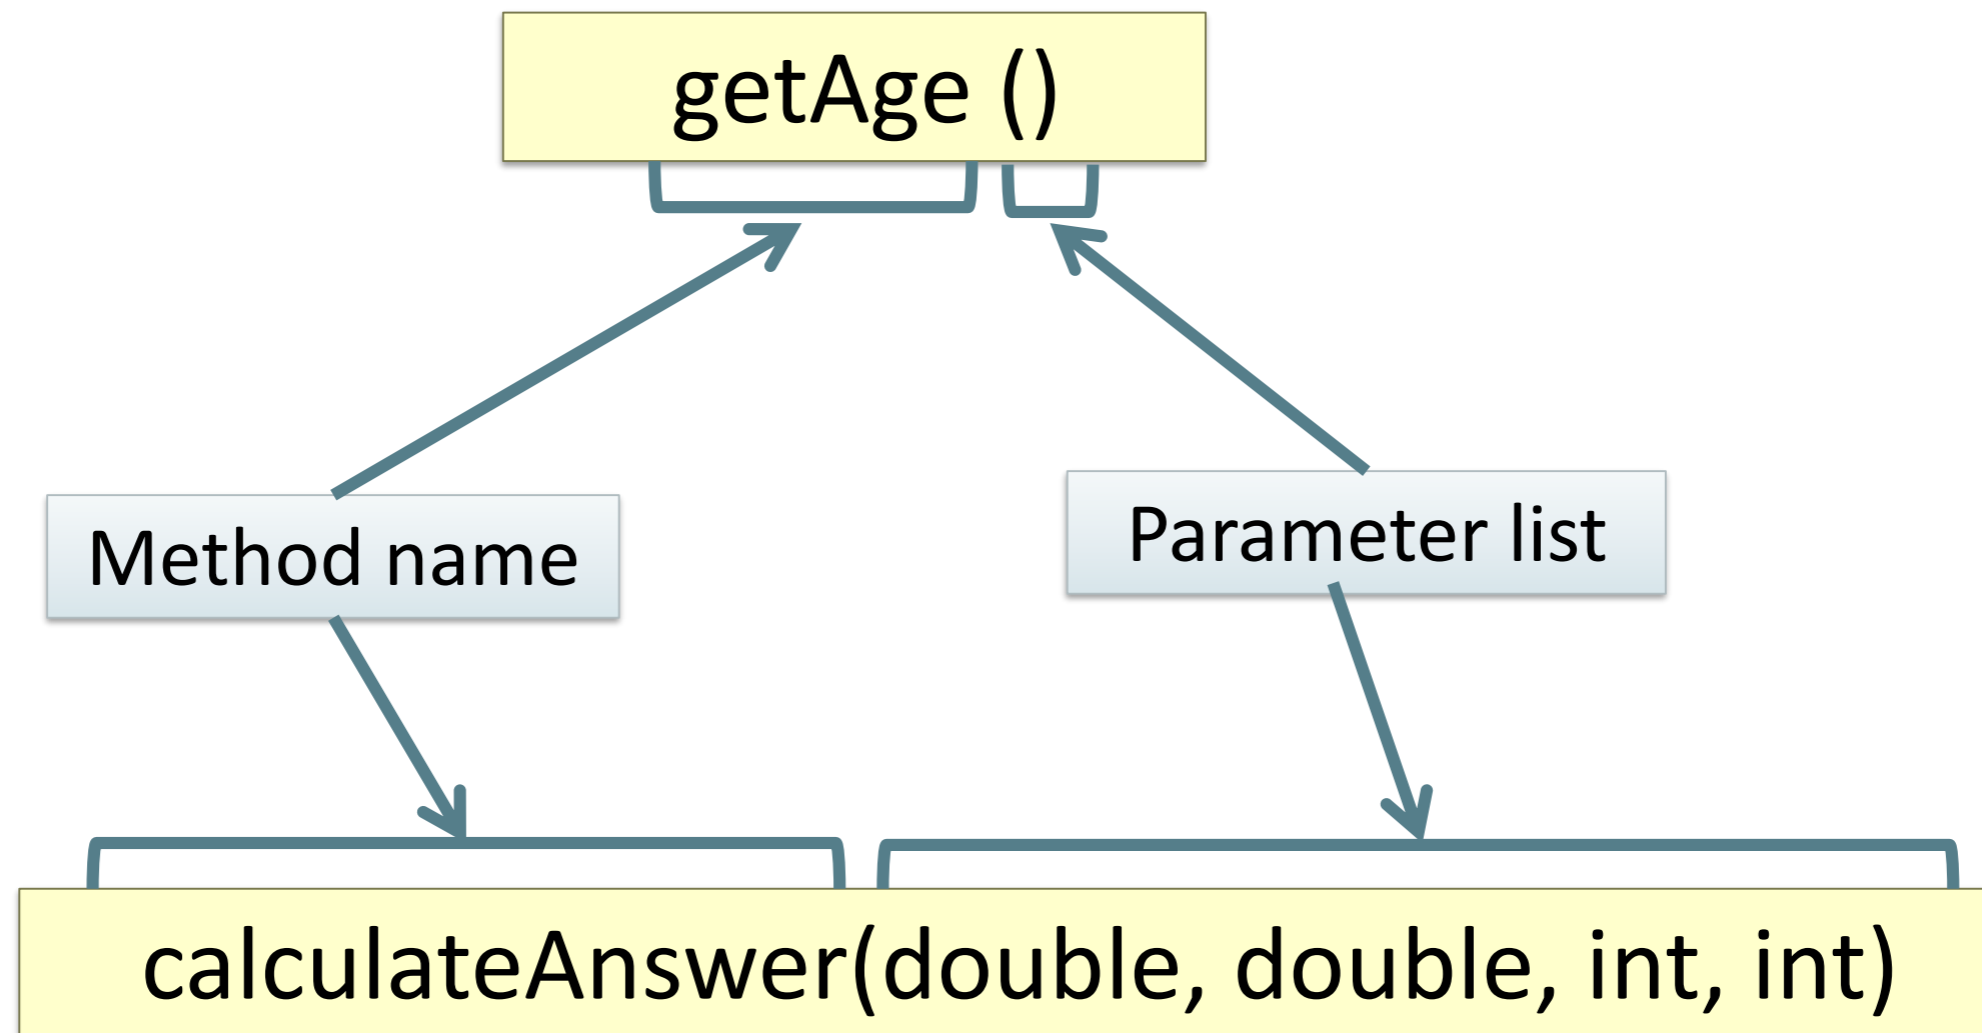 getAge ()
Method name
Parameter list
calculateAnswer(double, double, int, int)